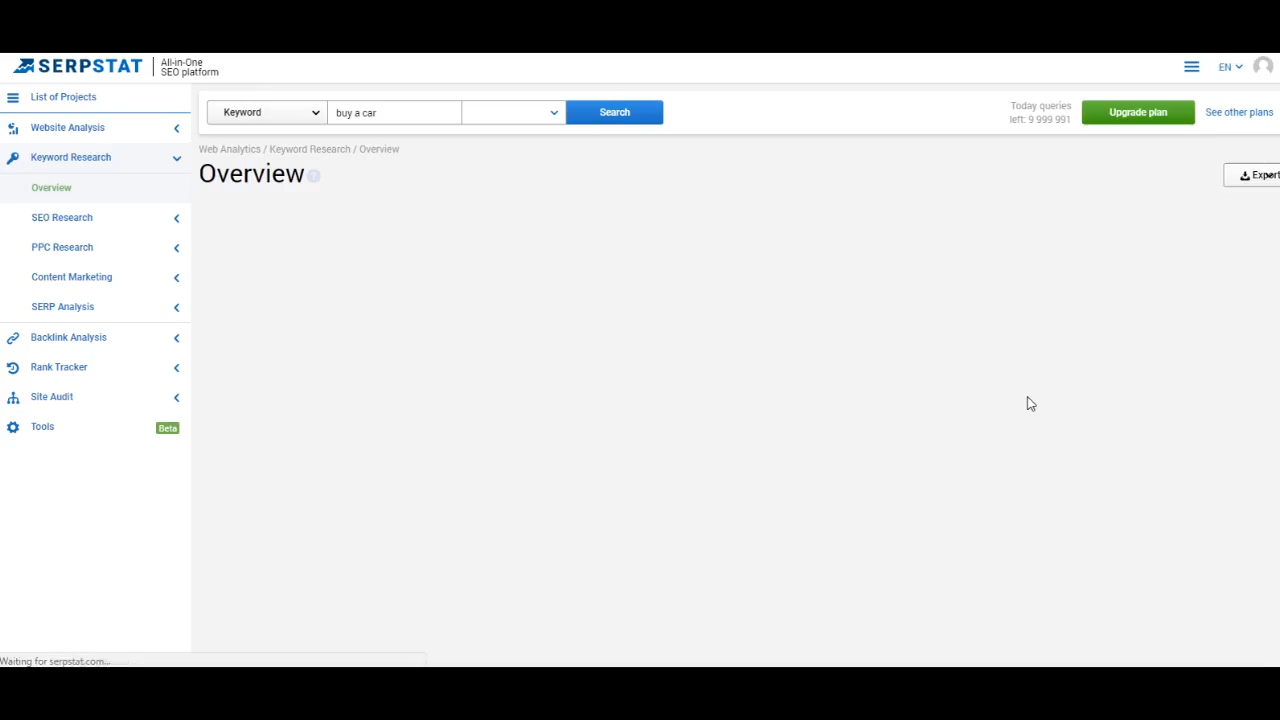 SERPSTAT
All-in-One
SEO platform
EN
List of Projects
Website Analysis
Keyword Research
Overview
SEO Research
PPC Research
Content Marketing
SERP Analysis
Backlink Analysis
Rank Tracker
Site Audit
Tools
Beta
Keyword
buy a car
Search
Today queries
left: 9 999 991
Upgrade plan
See other plans
Web Analytics / Keyword Research / Overview
Overview
?
Export
Waiting for serpstat.com...